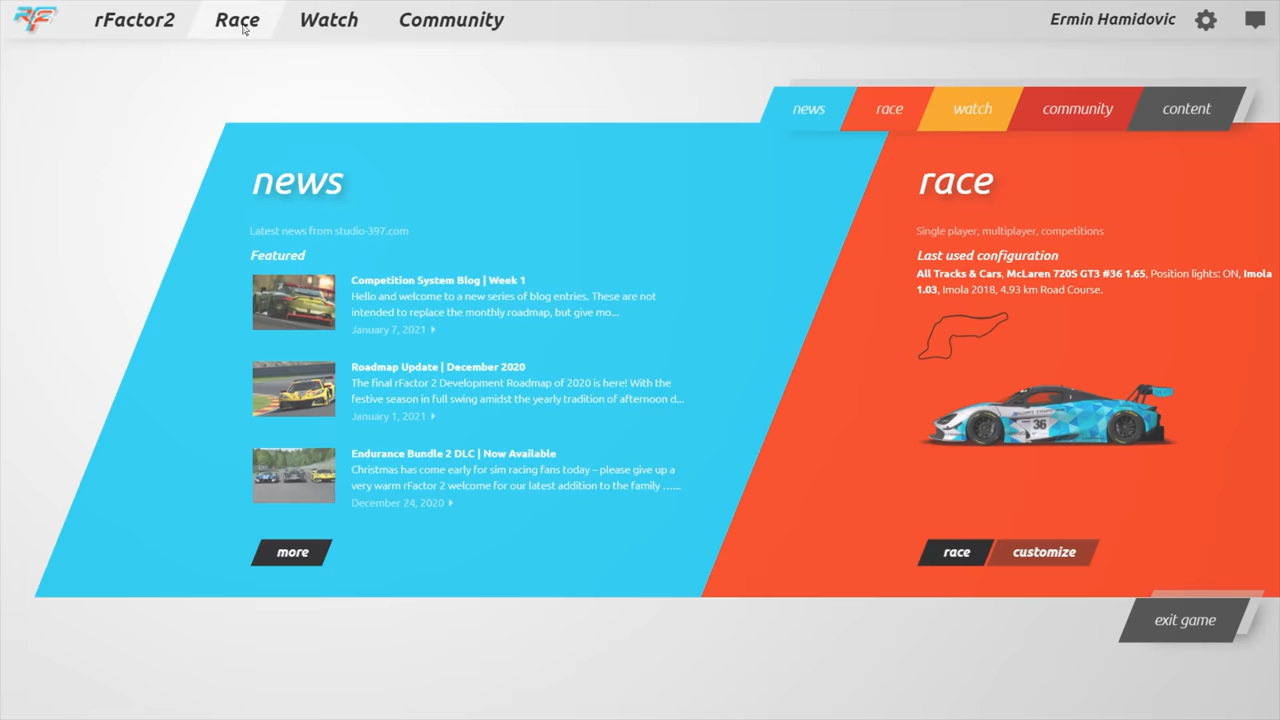 rFactor2 Race Watch Community Ermin Hamidovic
news race watch community content
news
Latest news from studio-397.com
Featured
Competition System Blog | Week 1
Hello and welcome to a new series of blog entries. These are not
intended to replace the monthly roadmap, but give mo...
January 7, 2021
Roadmap Update | December 2020
The final rFactor 2 Development Roadmap of 2020 is here! With the
festive season in full swing amidst the yearly tradition of afternoon d...
January 1, 2021
Endurance Bundle 2 DLC | Now Available
Christmas has come early for sim racing fans today – please give up a
very warm rFactor 2 welcome for our latest addition to the family ......
December 24, 2020
more
race
Single player, multiplayer, competitions
Last used configuration
All Tracks & Cars, McLaren 720S GT3 #36 1.65, Position lights: ON, Imola
1.03, Imola 2018, 4.93 km Road Course.
36
race customize
exit game